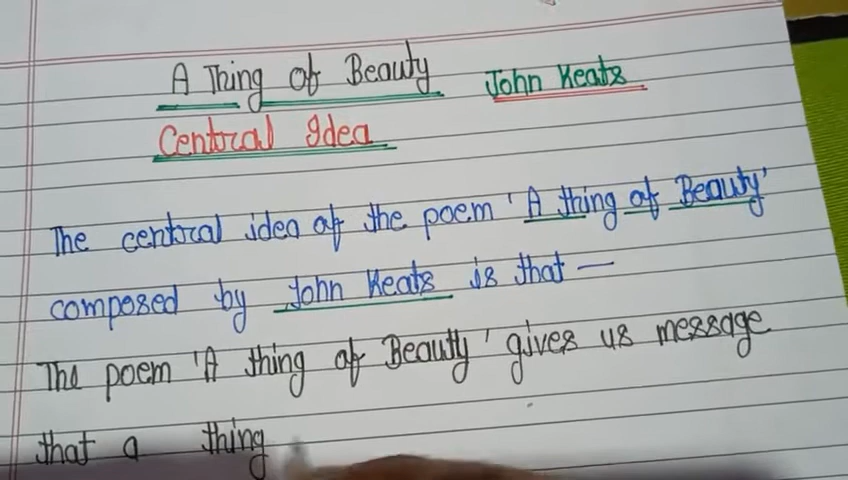 A Thing of Beauty John Keats
Central Idea
The central idea of the poem 'A thing of Beauty'
composed by John Keats is that —
The poem 'A thing of Beauty' gives us message
that a thing